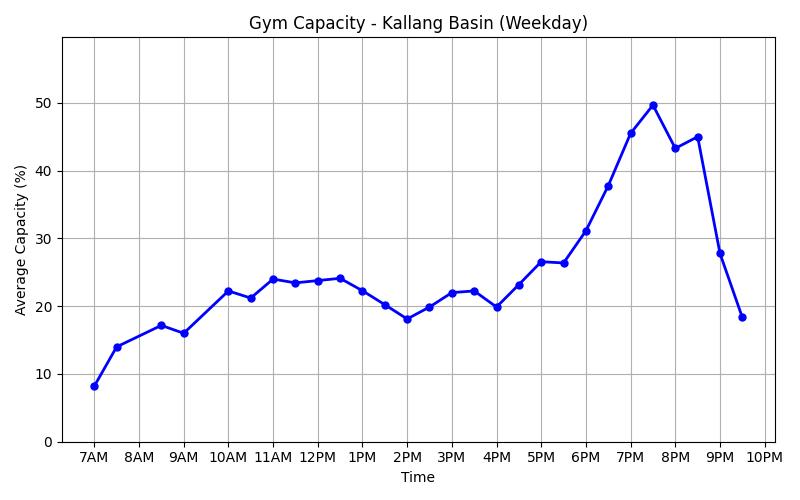 Gym Capacity - Kallang Basin (Weekday)
Average Capacity (%)
50
40
30
20
10
0
7AM 8AM 9AM 10AM 11AM 12PM 1PM 2PM 3PM 4PM 5PM 6PM 7PM 8PM 9PM 10PM
Time